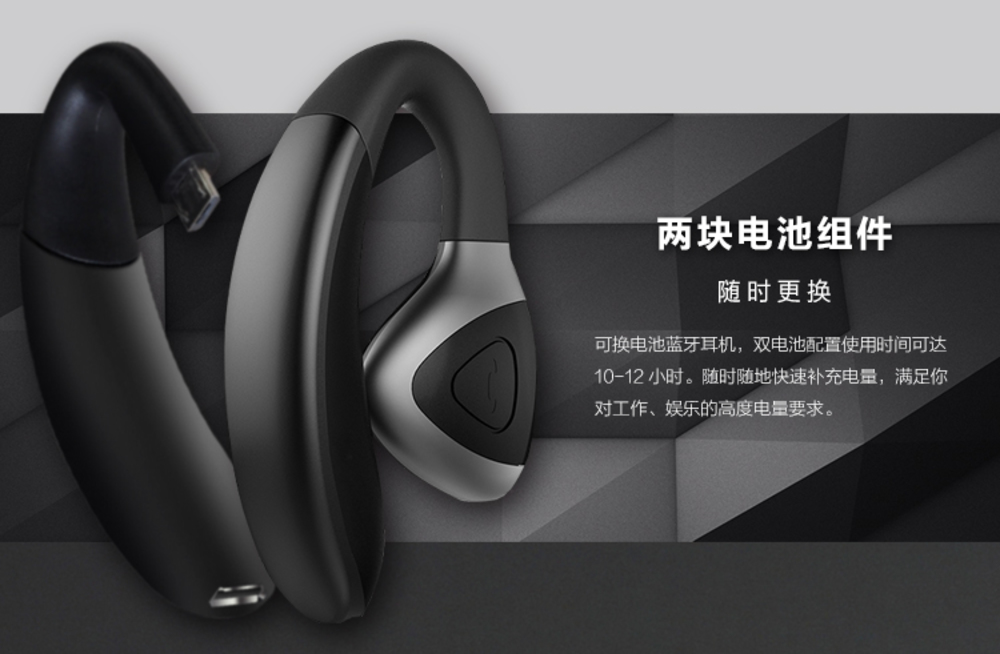 两块电池组件
随时更换
可换电池蓝牙耳机，双电池配置使用时间可达
10-12 小时。随时随地快速补充电量，满足你
对工作、娱乐的高度电量要求。